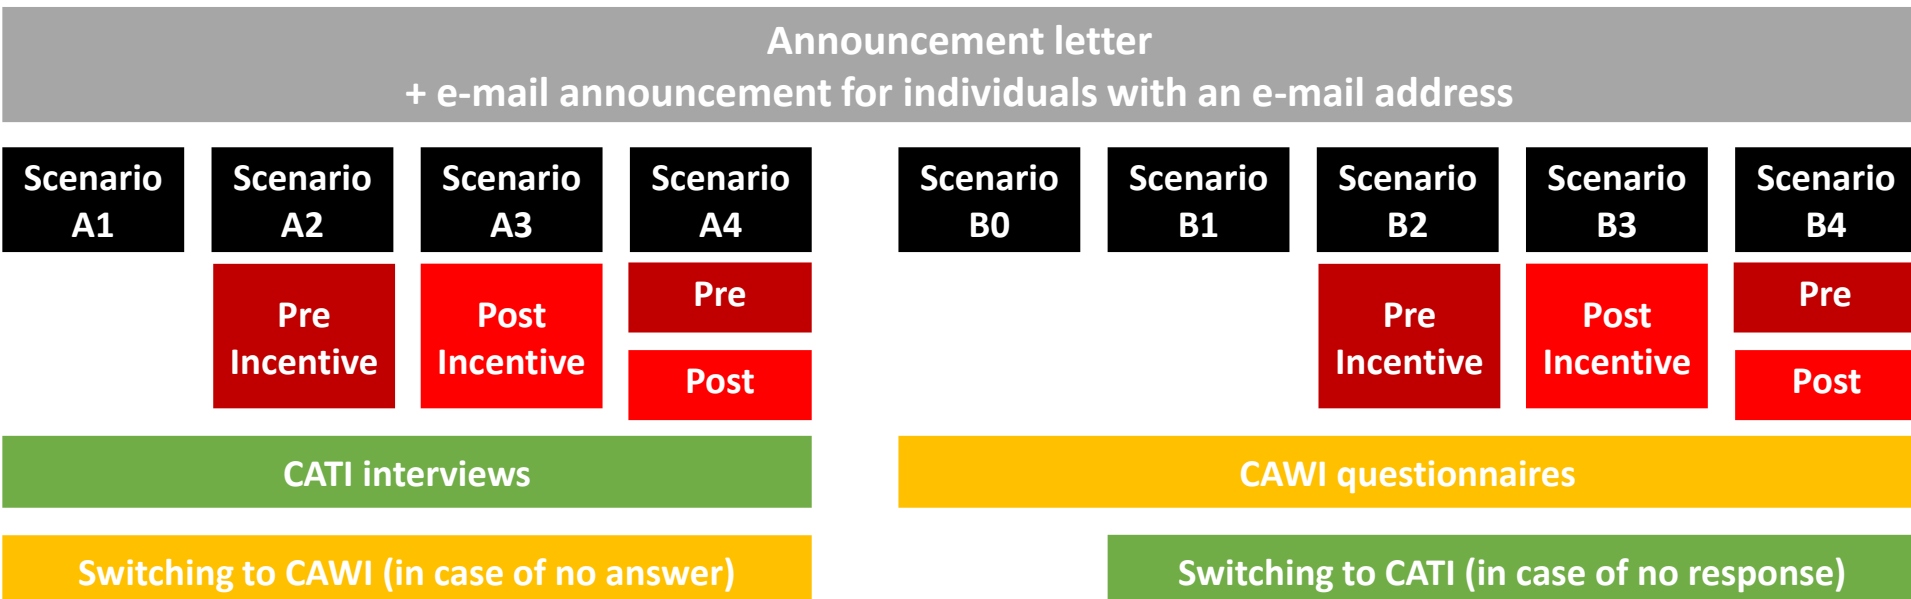 Announcement letter
+ e-mail announcement for individuals with an e-mail address
Scenario
A1
Scenario
A2
Scenario
A3
Scenario
A4
Scenario
B0
Scenario
B1
Scenario
B2
Scenario
B3
Scenario
B4
Pre
Incentive
Post
Incentive
Pre
Post
Pre
Incentive
Post
Incentive
Pre
Post
CATI interviews
CAWI questionnaires
Switching to CAWI (in case of no answer)
Switching to CATI (in case of no response)